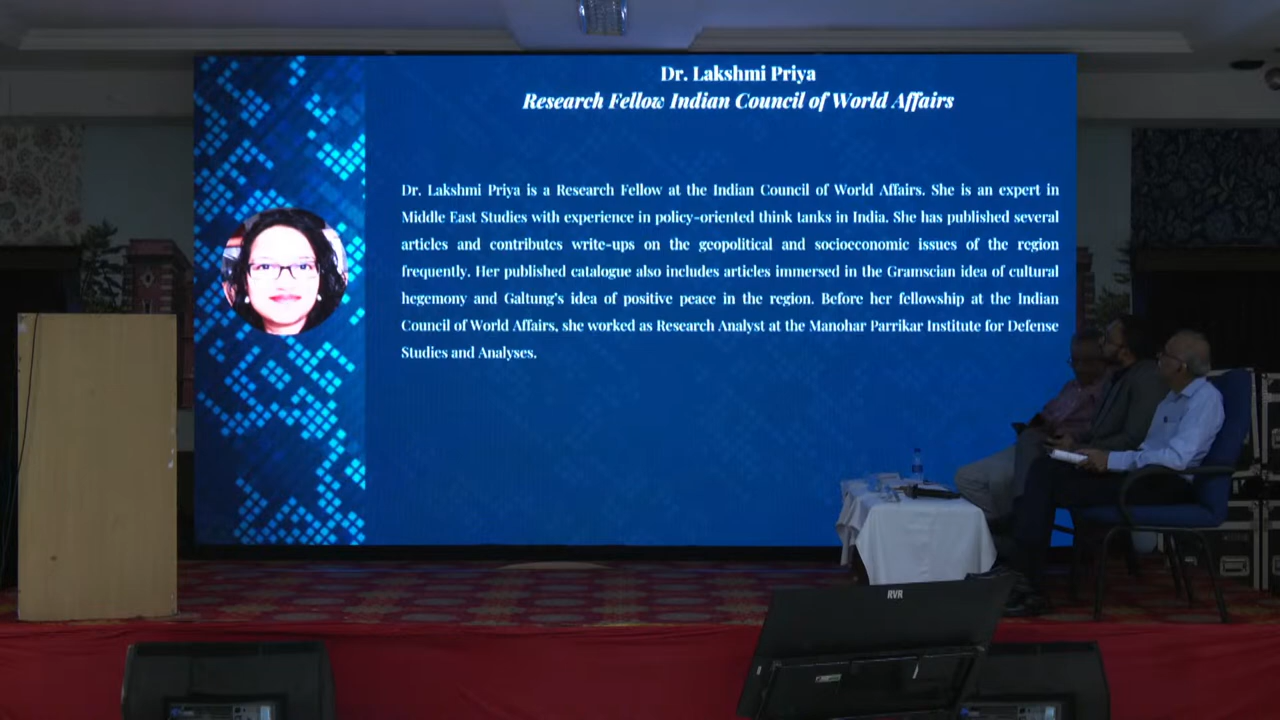 Dr. Lakshmi Priya
Research Fellow Indian Council of World Affairs
Dr. Lakshmi Priya is a Research Fellow at the Indian Council of World Affairs. She is an expert in
Middle East Studies with experience in policy-oriented think tanks in India. She has published several
articles and contributes write-ups on the geopolitical and socioeconomic issues of the region
frequently. Her published catalogue also includes articles immersed in the Gramscian idea of cultural
hegemony and Galtung's idea of positive peace in the region. Before her fellowship at the Indian
Council of World Affairs, she worked as Research Analyst at the Manohar Parrikar Institute for Defense
Studies and Analyses.
RVR